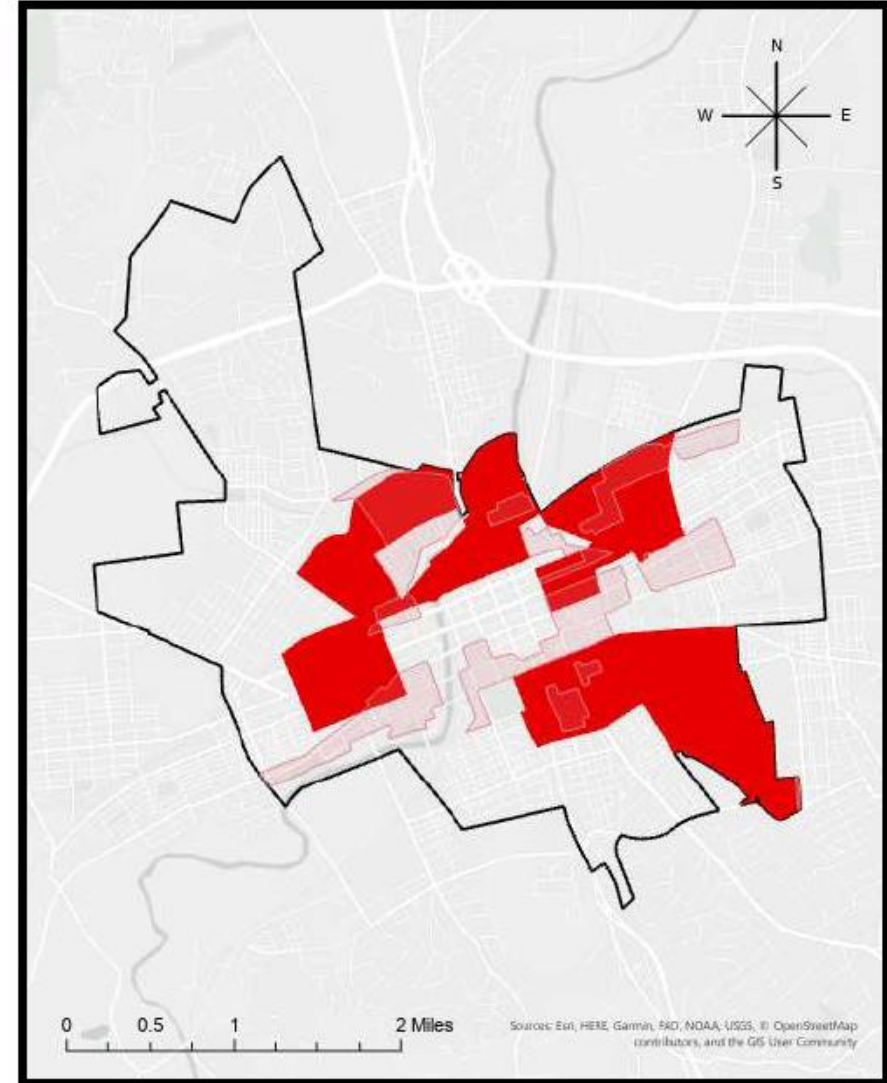 N
W E
S
0 0.5 1 2 Miles
Sources: Esri, HERE, Garmin, FAO, NOAA, USGS, © OpenStreetMap
contributors, and the GIS User Community